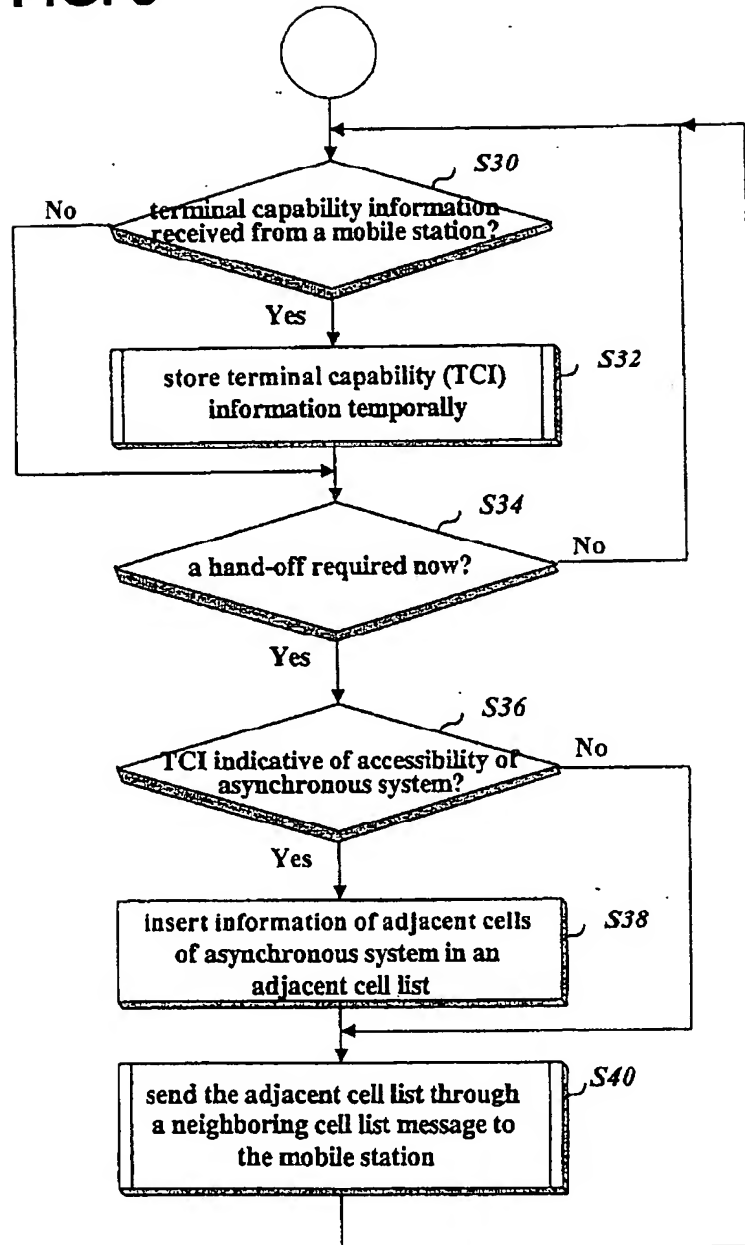 S30
No
terminal capability information
received from a mobile station?
Yes
store terminal capability (TCI)
information temporally
S32
S34
a hand-off required now?
No
Yes
S36
TCI indicative of accessibility of
asynchronous system?
No
Yes
insert information of adjacent cells
of asynchronous system in an
adjacent cell list
S38
send the adjacent cell list through
a neighboring cell list message to
the mobile station
S40